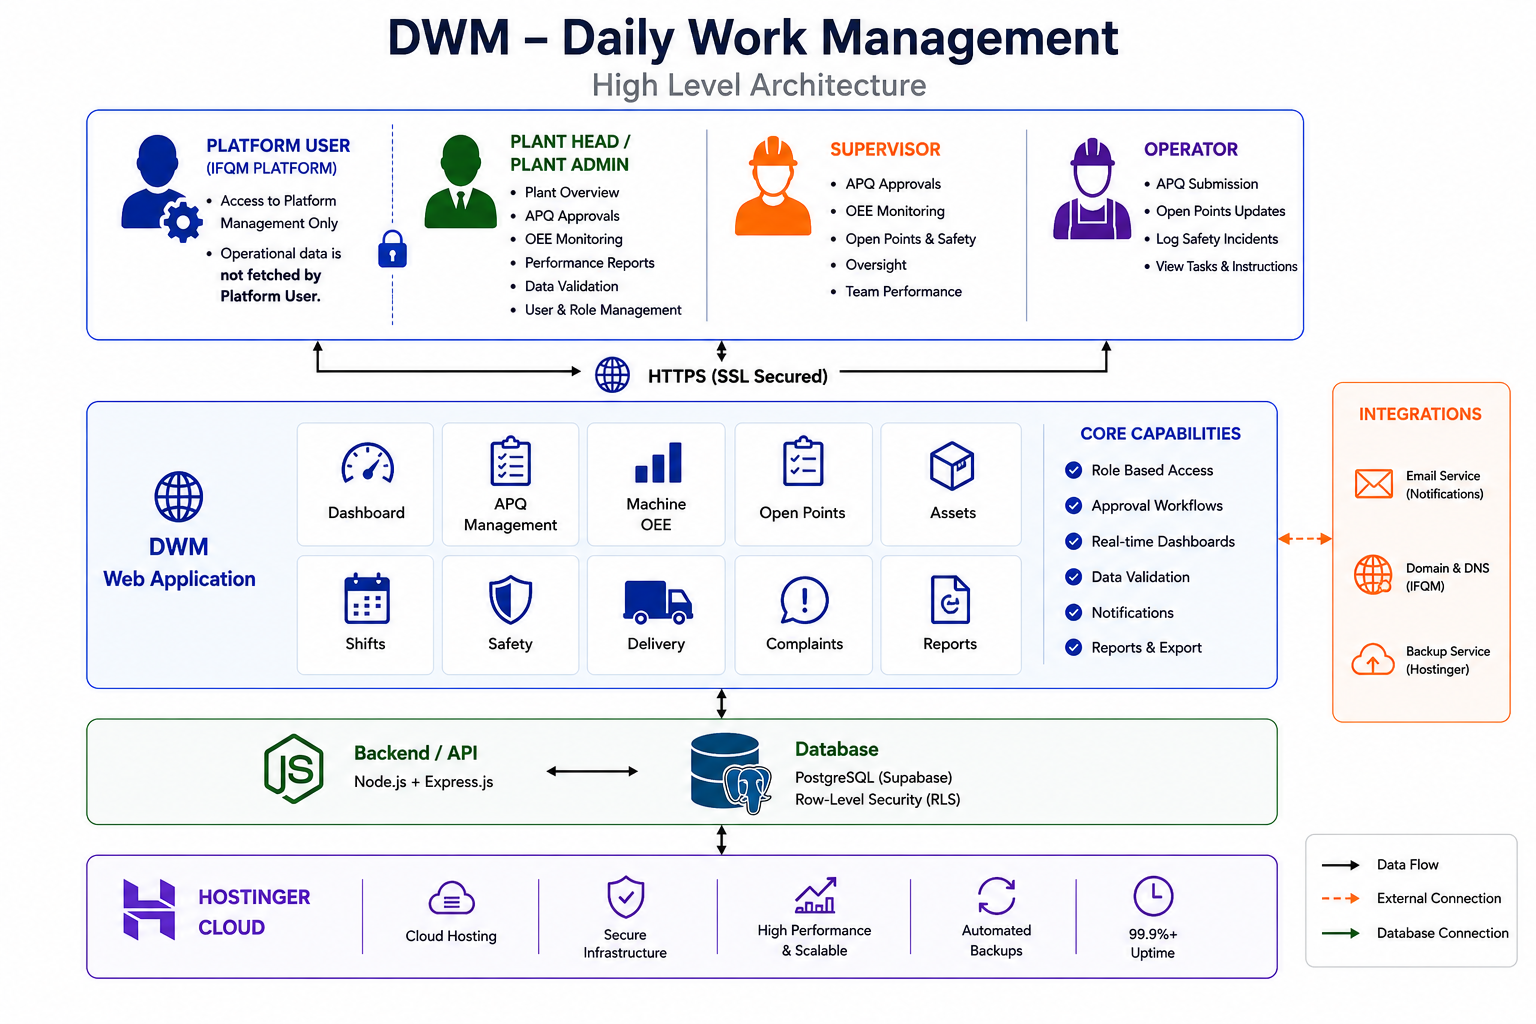 DWM – Daily Work Management
High Level Architecture
PLATFORM USER
(IFQM PLATFORM)
• Access to Platform
Management Only
• Operational data is
not fetched by
Platform User.
PLANT HEAD /
PLANT ADMIN
• Plant Overview
• APQ Approvals
• OEE Monitoring
• Performance Reports
• Data Validation
• User & Role Management
SUPERVISOR
• APQ Approvals
• OEE Monitoring
• Open Points & Safety
• Oversight
• Team Performance
OPERATOR
• APQ Submission
• Open Points Updates
• Log Safety Incidents
• View Tasks & Instructions
HTTPS (SSL Secured)
DWM
Web Application
Dashboard
APQ
Management
Machine
OEE
Open Points
Assets
Shifts
Safety
Delivery
Complaints
Reports
CORE CAPABILITIES
Role Based Access
Approval Workflows
Real-time Dashboards
Data Validation
Notifications
Reports & Export
INTEGRATIONS
Email Service
(Notifications)
Domain & DNS
(IFQM)
Backup Service
(Hostinger)
JS
Backend / API
Node.js + Express.js
Database
PostgreSQL (Supabase)
Row-Level Security (RLS)
HOSTINGER
CLOUD
Cloud Hosting
Secure
Infrastructure
High Performance
& Scalable
Automated
Backups
99.9%+
Uptime
Data Flow
External Connection
Database Connection